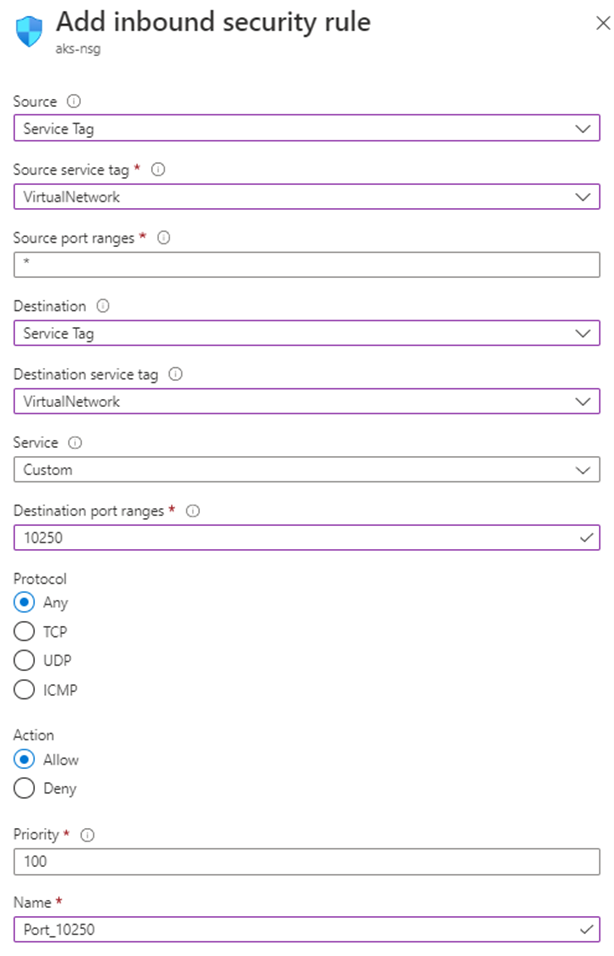 Add inbound security rule
aks-nsg
Source
Service Tag
Source service tag *
VirtualNetwork
Source port ranges *
*
Destination
Service Tag
Destination service tag
VirtualNetwork
Service
Custom
Destination port ranges *
10250
Protocol
Any
TCP
UDP
ICMP
Action
Allow
Deny
Priority *
100
Name *
Port_10250